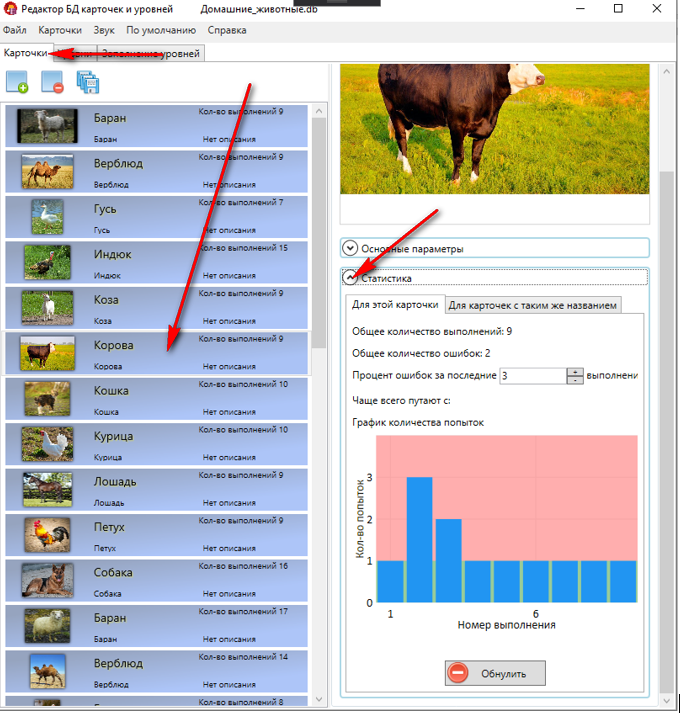 Редактор БД карточек и уровней Домашние_животные.db
Файл Карточки Звук По умолчанию Справка
Карточки Заполнение уровней
Баран Кол-во выполнений 9
Баран Нет описания
Верблюд Кол-во выполнений 9
Верблюд Нет описания
Гусь Кол-во выполнений 7
Гусь Нет описания
Индюк Кол-во выполнений 15
Индюк Нет описания
Коза Кол-во выполнений 9
Коза Нет описания
Корова Кол-во выполнений 9
Корова Нет описания
Кошка Кол-во выполнений 10
Кошка Нет описания
Курица Кол-во выполнений 10
Курица Нет описания
Лошадь Кол-во выполнений 9
Лошадь Нет описания
Петух Кол-во выполнений 9
Петух Нет описания
Собака Кол-во выполнений 16
Собака Нет описания
Баран Кол-во выполнений 17
Баран Нет описания
Верблюд Кол-во выполнений 14
Верблюд Нет описания
Кол-во выполнений 8
Основные параметры
Статистика
Для этой карточки Для карточек с таким же названием
Общее количество выполнений: 9
Общее количество ошибок: 2
Процент ошибок за последние 3 выполнени
Чаще всего путают с:
График количества попыток
Кол-во попыток
3
2
1
0
1 6
Номер выполнения
Обнулить